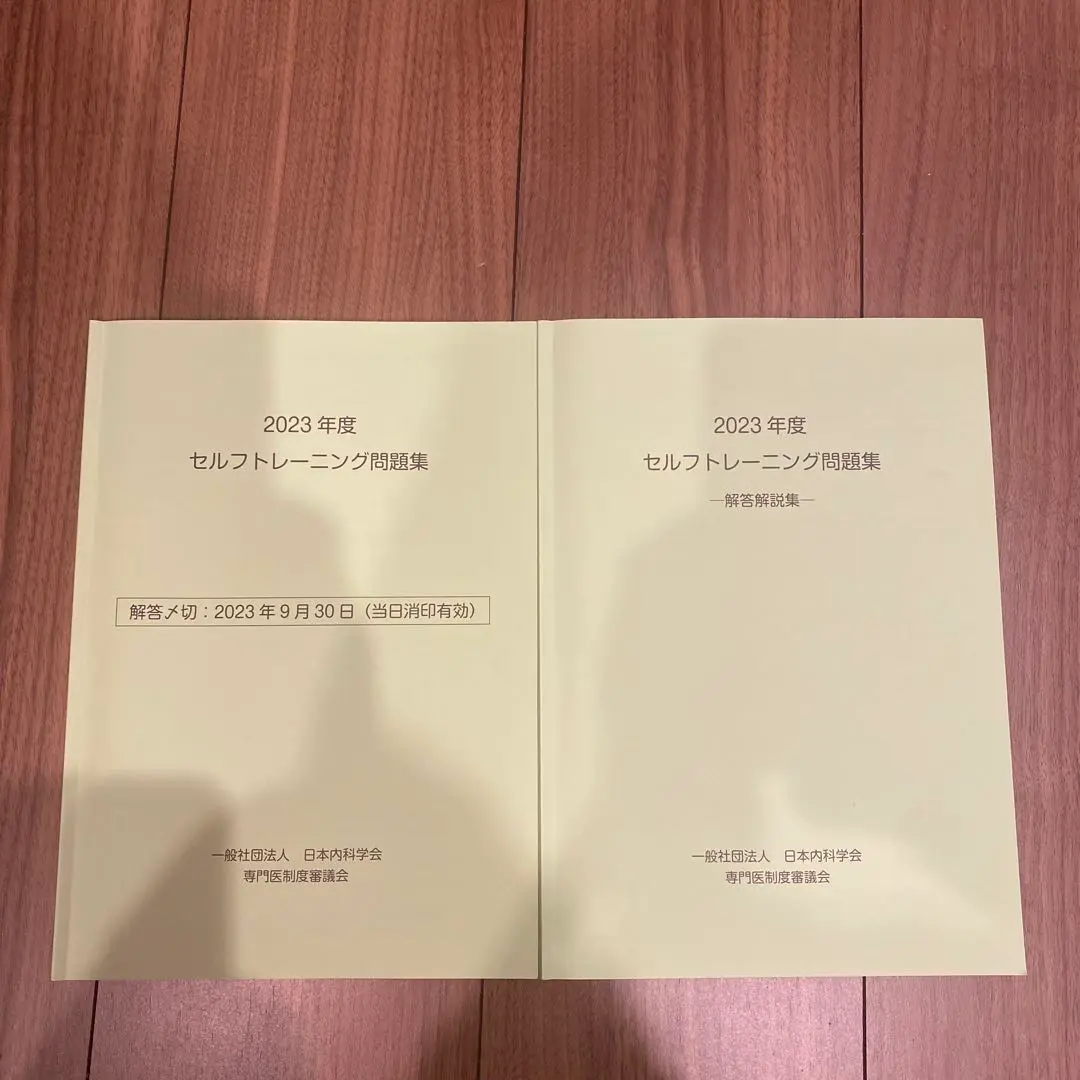 2023 年度
セルフトレーニング問題集
解答〆切：2023 年 9 月 30 日（当日消印有効）
一般社団法人　日本内科学会
専門医制度審議会
2023 年度
セルフトレーニング問題集
―解答解説集―
一般社団法人　日本内科学会
専門医制度審議会